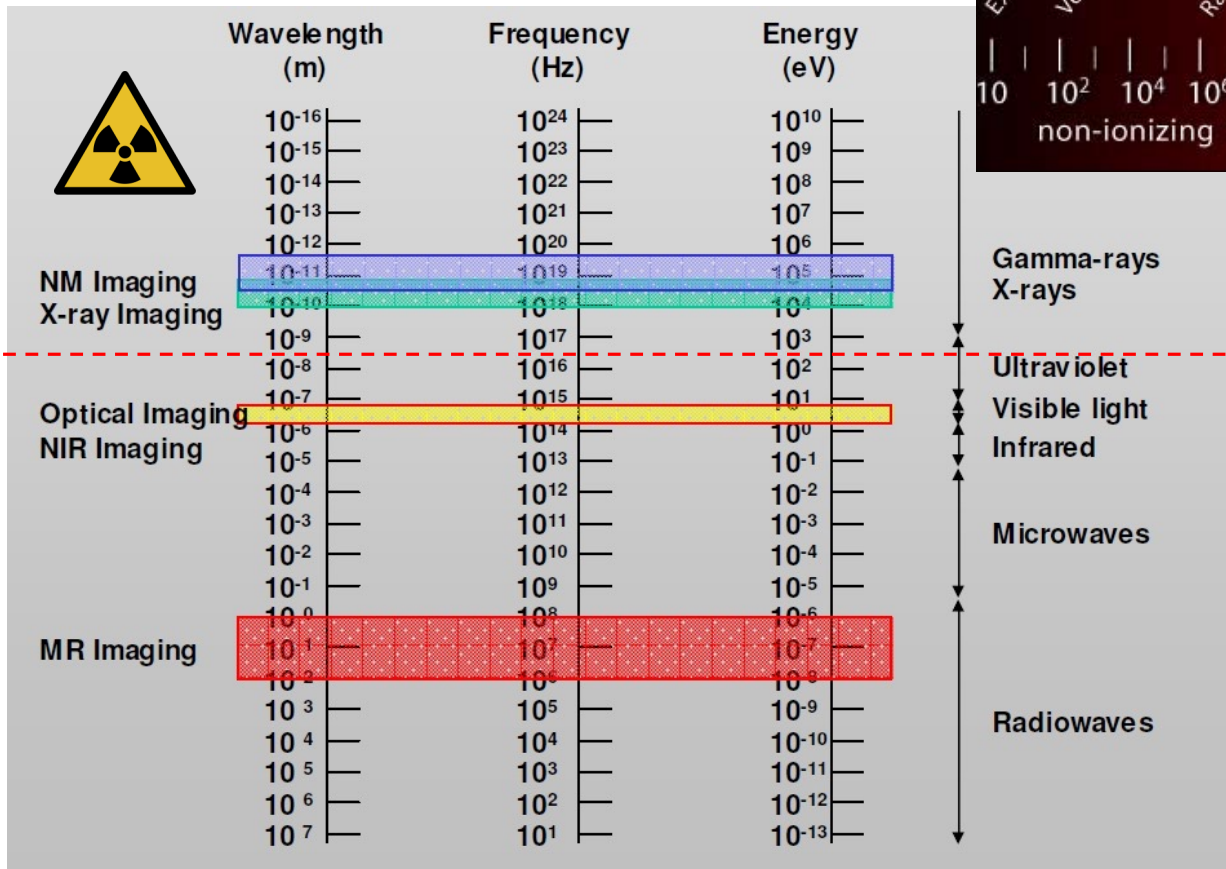 Wavelength Frequency Energy
(m) (Hz) (eV)
10 10² 10⁴ 10⁶
non-ionizing
10⁻¹⁶ 10²⁴ 10¹⁰
10⁻¹⁵ 10²³ 10⁹
10⁻¹⁴ 10²² 10⁸
10⁻¹³ 10²¹ 10⁷
10⁻¹² 10²⁰ 10⁶
Gamma-rays
NM Imaging 10⁻¹¹ 10¹⁹ 10⁵
X-rays
X-ray Imaging 10⁻¹⁰ 10¹⁸ 10⁴
10⁻⁹ 10¹⁷ 10³
10⁻⁸ 10¹⁶ 10² Ultraviolet
10⁻⁷ 10¹⁵ 10¹
Optical Imaging Visible light
10⁻⁶ 10¹⁴ 10⁰
NIR Imaging Infrared
10⁻⁵ 10¹³ 10⁻¹
10⁻⁴ 10¹² 10⁻²
10⁻³ 10¹¹ 10⁻³
Microwaves
10⁻² 10¹⁰ 10⁻⁴
10⁻¹ 10⁹ 10⁻⁵
10⁰ 10⁸ 10⁻⁶
MR Imaging 10¹ 10⁷ 10⁻⁷
10² 10⁶ 10⁻⁸
10³ 10⁵ 10⁻⁹
Radiowaves
10⁴ 10⁴ 10⁻¹⁰
10⁵ 10³ 10⁻¹¹
10⁶ 10² 10⁻¹²
10⁷ 10¹ 10⁻¹³